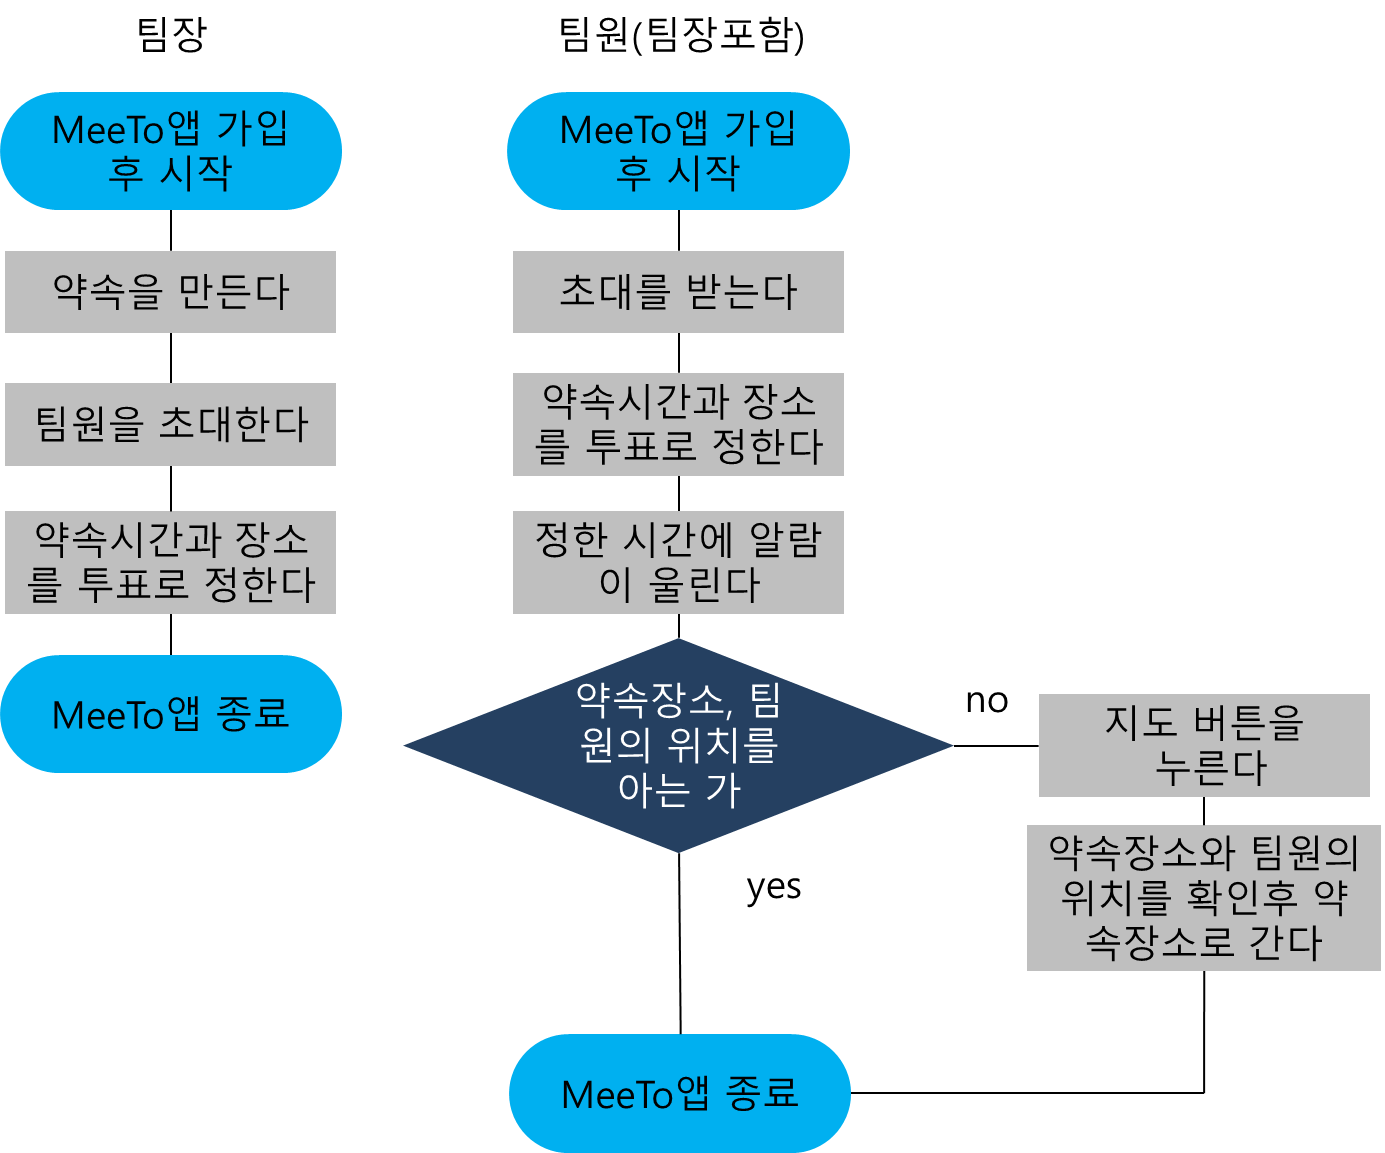 팀장
MeeTo앱 가입
후 시작
약속을 만든다
팀원을 초대한다
약속시간과 장소
를 투표로 정한다
MeeTo앱 종료
팀원(팀장포함)
MeeTo앱 가입
후 시작
초대를 받는다
약속시간과 장소
를 투표로 정한다
정한 시간에 알람
이 울린다
약속장소, 팀
원의 위치를
아는 가
no
지도 버튼을
누른다
약속장소와 팀원의
위치를 확인후 약
속장소로 간다
yes
MeeTo앱 종료